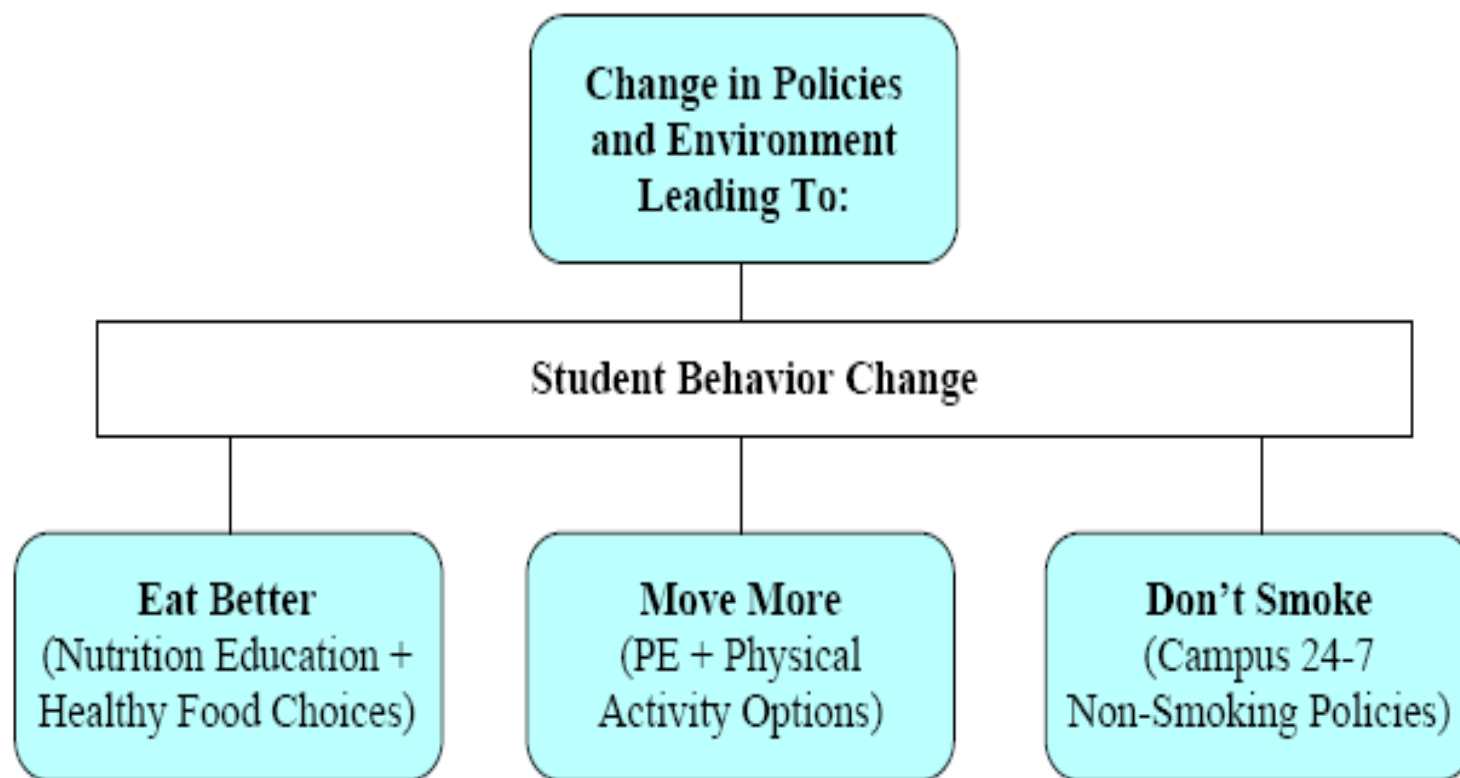 Change in Policies
and Environment
Leading To:
Student Behavior Change
Eat Better
(Nutrition Education +
Healthy Food Choices)
Move More
(PE + Physical
Activity Options)
Don’t Smoke
(Campus 24-7
Non-Smoking Policies)